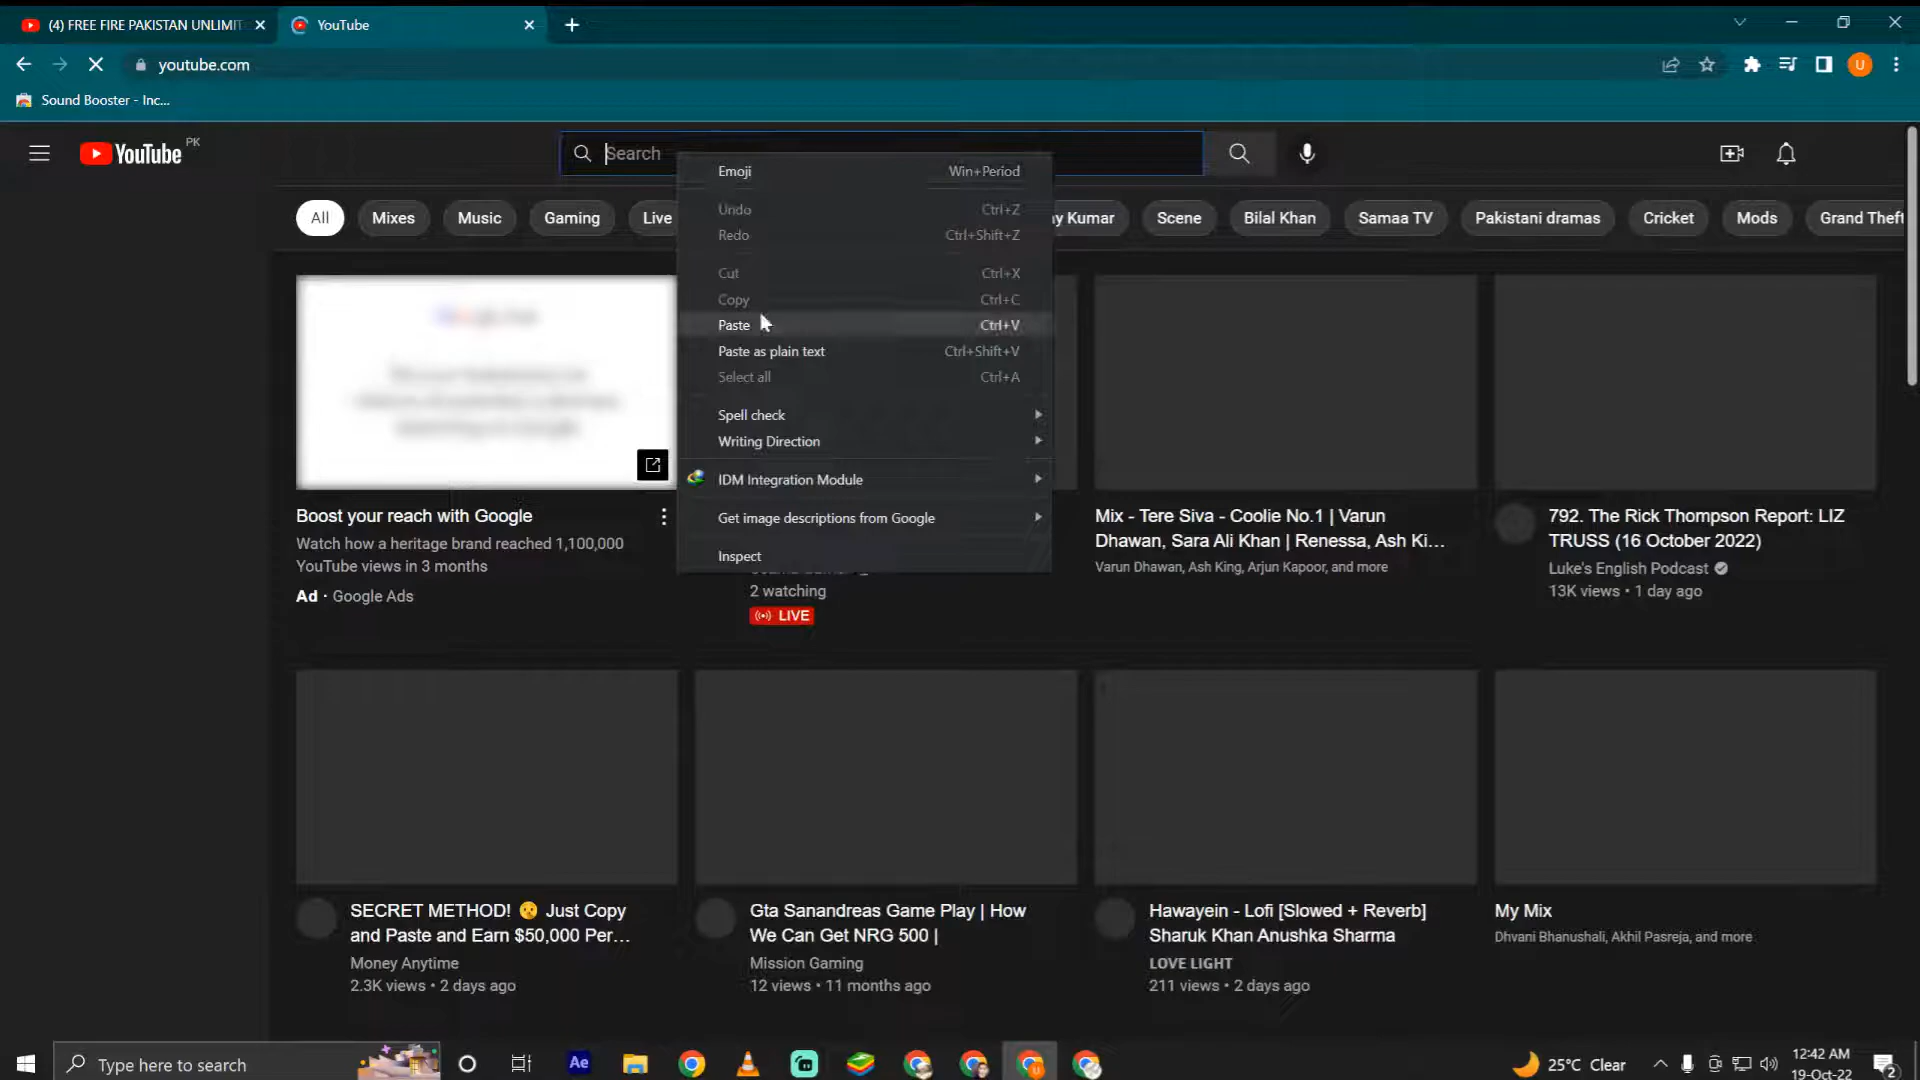 (4) FREE FIRE PAKISTAN UNLIMIT
YouTube
youtube.com
U
Sound Booster - Inc...
YouTube PK
Search
Emoji Win+Period
Undo Ctrl+Z
Redo Ctrl+Shift+Z
Cut Ctrl+X
Copy Ctrl+C
Paste Ctrl+V
Paste as plain text Ctrl+Shift+V
Select all Ctrl+A
Spell check
Writing Direction
IDM Integration Module
Get image descriptions from Google
Inspect
All Mixes Music Gaming Live y Kumar Scene Bilal Khan Samaa TV Pakistani dramas Cricket Mods Grand Theft
Boost your reach with Google
Watch how a heritage brand reached 1,100,000
YouTube views in 3 months
Ad · Google Ads
2 watching
LIVE
Mix - Tere Siva - Coolie No.1 | Varun
Dhawan, Sara Ali Khan | Renessa, Ash Ki...
Varun Dhawan, Ash King, Arjun Kapoor, and more
792. The Rick Thompson Report: LIZ
TRUSS (16 October 2022)
Luke's English Podcast
13K views • 1 day ago
SECRET METHOD! 🤫 Just Copy
and Paste and Earn $50,000 Per...
Money Anytime
2.3K views • 2 days ago
Gta Sanandreas Game Play | How
We Can Get NRG 500 |
Mission Gaming
12 views • 11 months ago
Hawayein - Lofi [Slowed + Reverb]
Sharuk Khan Anushka Sharma
LOVE LIGHT
211 views • 2 days ago
My Mix
Dhvani Bhanushali, Akhil Pasreja, and more
Type here to search
Ae
25°C Clear
12:42 AM
19-Oct-22
2